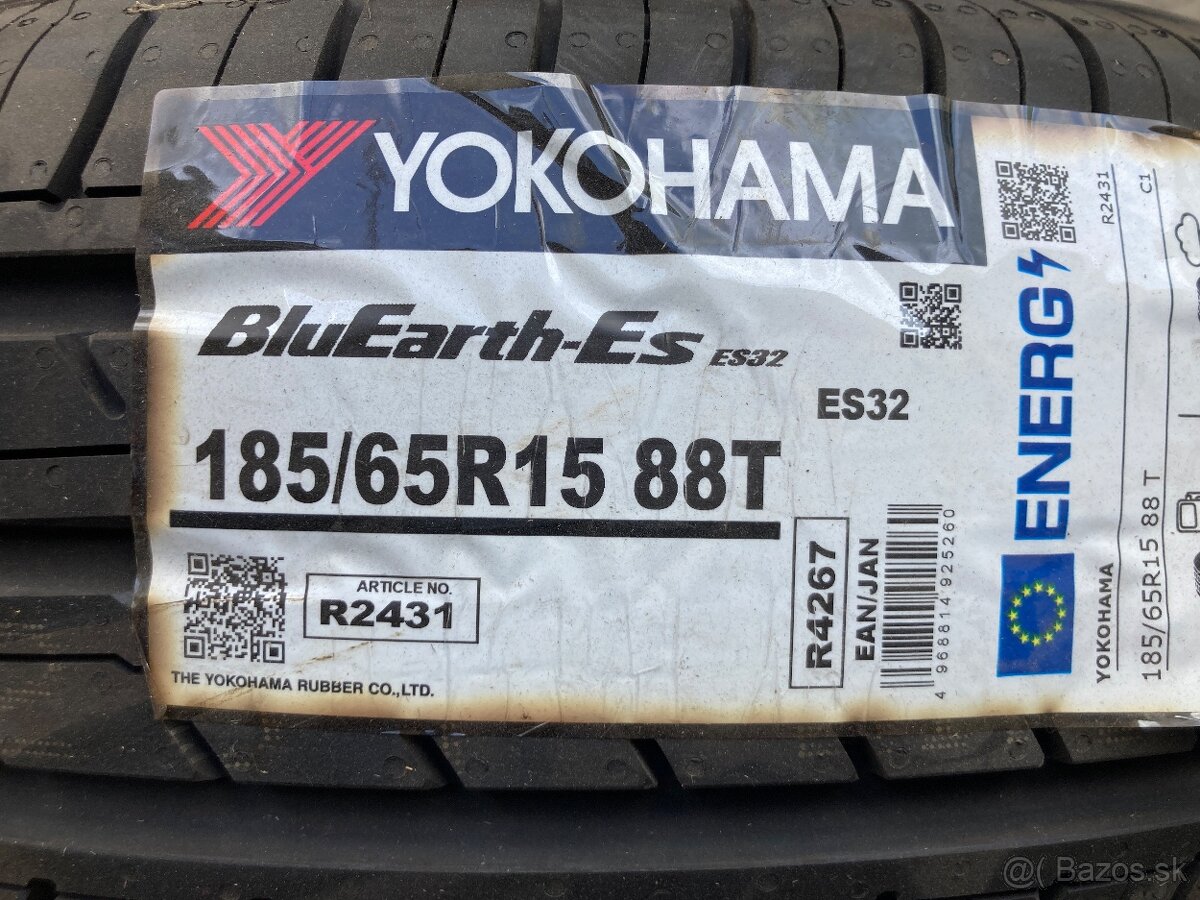 YOKOHAMA
BluEarth-Es ES32
ES32
185/65R15 88T
ARTICLE NO.
R2431
THE YOKOHAMA RUBBER CO.,LTD.
R4267
EAN/JAN
4 968814 925260
ENERG
R2431
C1
YOKOHAMA
185/65R15 88 T
@( Bazos.sk